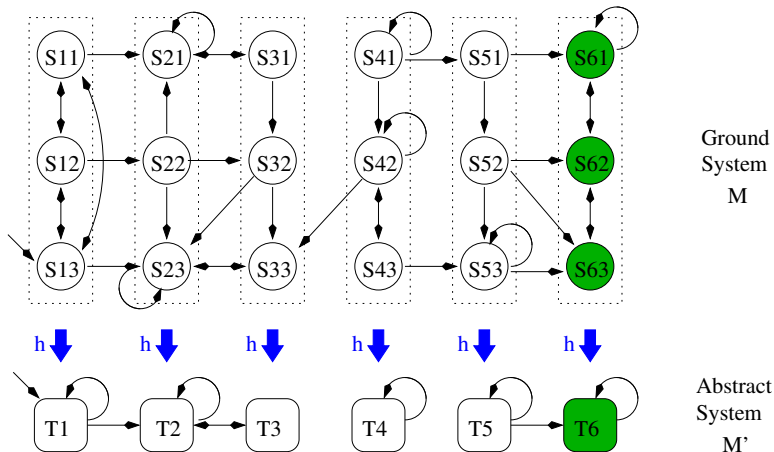 S11 S21 S31 S41 S51 S61
S12 S22 S32 S42 S52 S62
Ground
System
M
S13 S23 S33 S43 S53 S63
h h h h h h
T1 T2 T3 T4 T5 T6
Abstract
System
M'